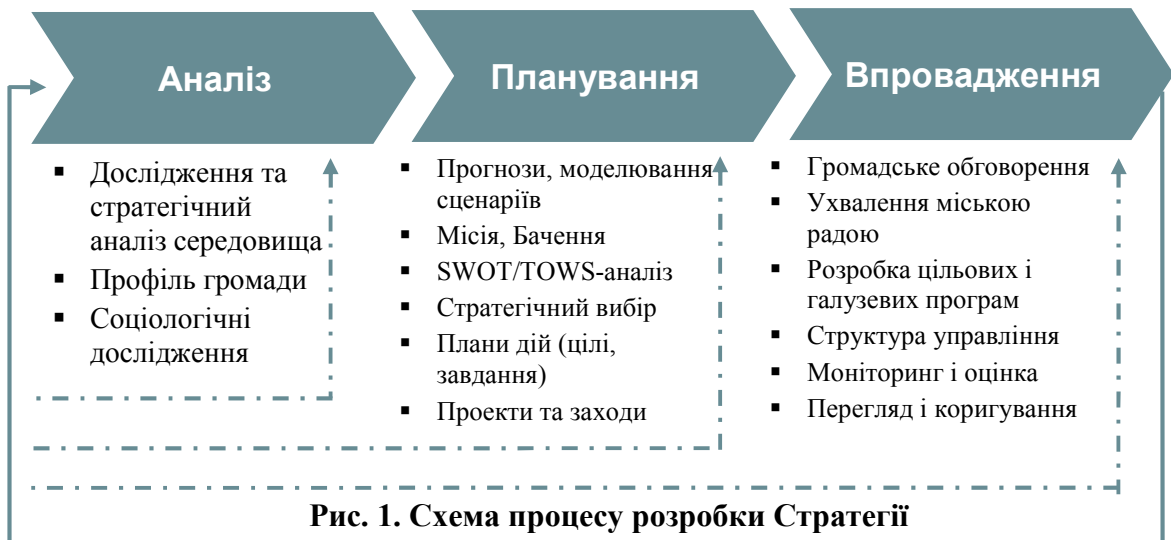 Аналіз
Планування
Впровадження
▪ Дослідження та
стратегічний
аналіз середовища
▪ Профіль громади
▪ Соціологічні
дослідження
▪ Прогнози, моделювання
сценаріїв
▪ Місія, Бачення
▪ SWOT/TOWS-аналіз
▪ Стратегічний вибір
▪ Плани дій (цілі,
завдання)
▪ Проекти та заходи
▪ Громадське обговорення
▪ Ухвалення міською
радою
▪ Розробка цільових і
галузевих програм
▪ Структура управління
▪ Моніторинг і оцінка
▪ Перегляд і коригування
Рис. 1. Схема процесу розробки Стратегії